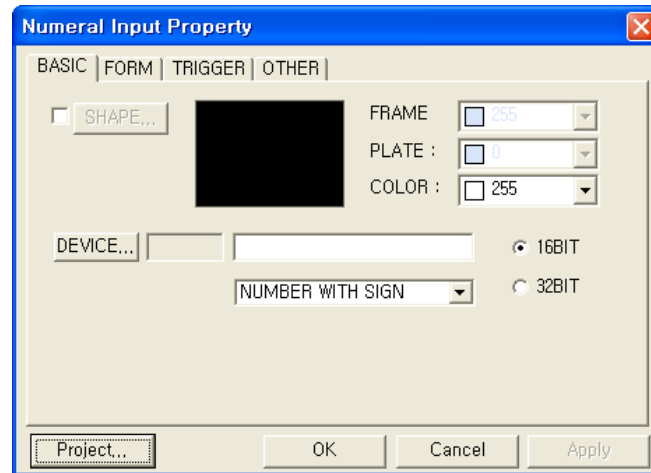 Numeral Input Property
BASIC FORM TRIGGER OTHER
SHAPE... FRAME 255
PLATE : 0
COLOR : 255
DEVICE... 16BIT
NUMBER WITH SIGN 32BIT
Project... OK Cancel Apply